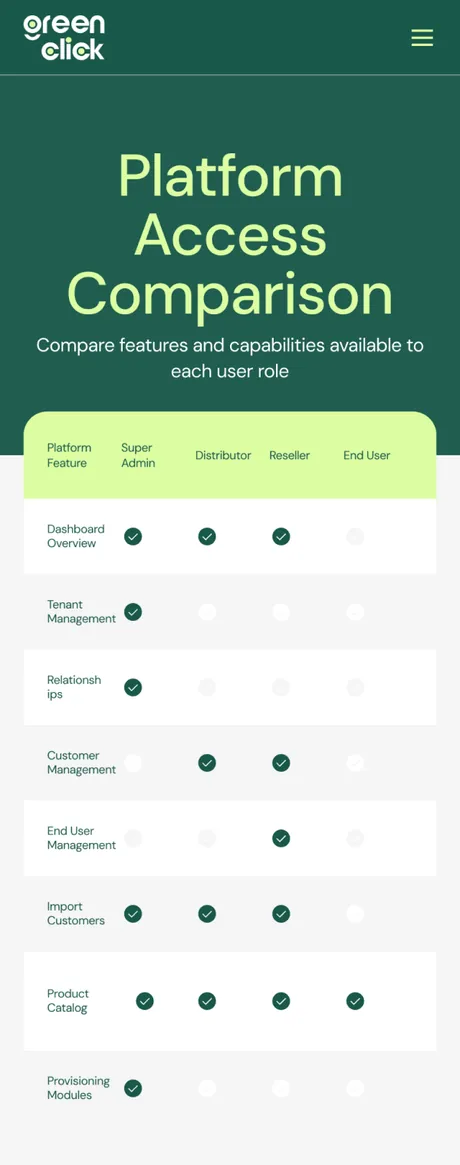 green
click
Platform
Access
Comparison
Compare features and capabilities available to
each user role
Platform
Feature
Super
Admin
Distributor
Reseller
End User
Dashboard
Overview
Tenant
Management
Relationsh
ips
Customer
Management
End User
Management
Import
Customers
Product
Catalog
Provisioning
Modules